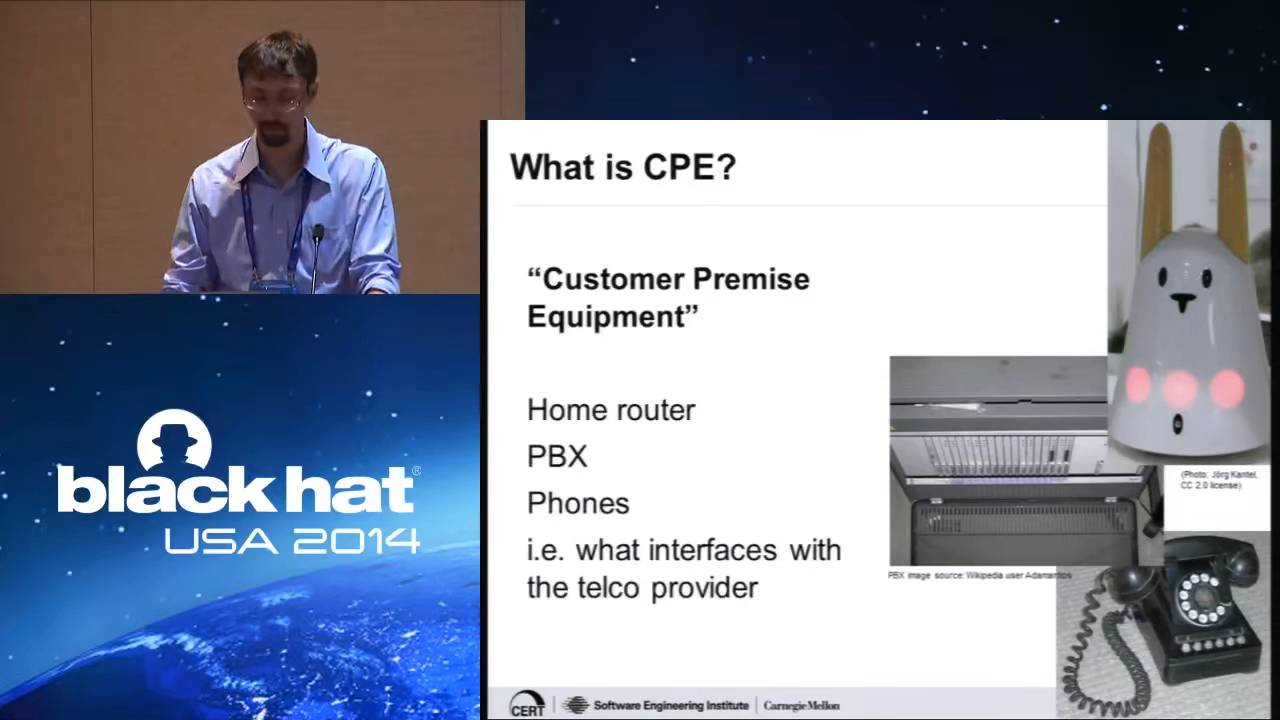 What is CPE?
“Customer Premise
Equipment”
Home router
PBX
Phones
i.e. what interfaces with
the telco provider
(Photo: Jörg Kantel,
CC 2.0 license)
PBX image source: Wikipedia user Adamantios
black hat®
USA 2014
CERT
Software Engineering Institute
Carnegie Mellon